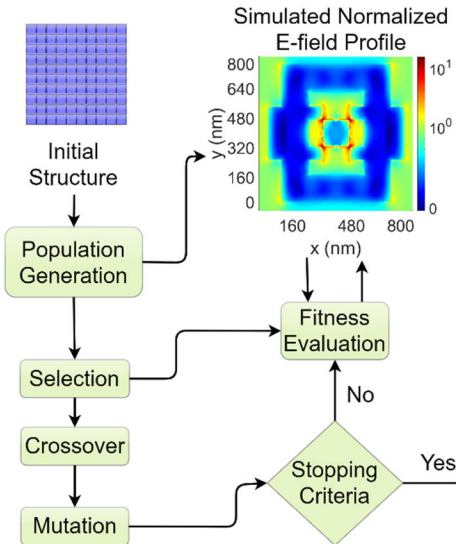 Simulated Normalized
E-field Profile
Initial
Structure
Population
Generation
Selection
Crossover
Mutation
800
640
480
320
160
0
y (nm)
160 480 800
x (nm)
10¹
10⁰
0
Fitness
Evaluation
No
Stopping
Criteria
Yes